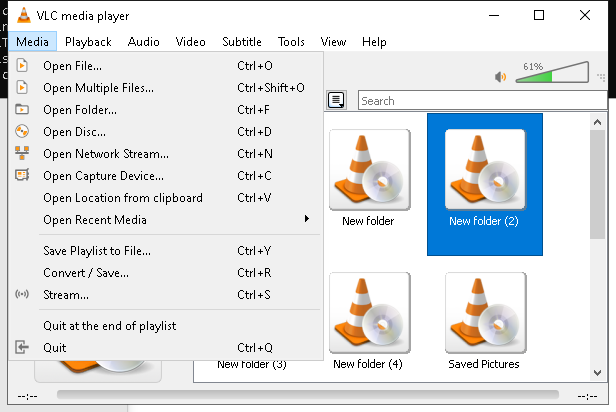 VLC media player
Media Playback Audio Video Subtitle Tools View Help
Open File... Ctrl+O
Open Multiple Files... Ctrl+Shift+O
Open Folder... Ctrl+F
Open Disc... Ctrl+D
Open Network Stream... Ctrl+N
Open Capture Device... Ctrl+C
Open Location from clipboard Ctrl+V
Open Recent Media
Save Playlist to File... Ctrl+Y
Convert / Save... Ctrl+R
Stream... Ctrl+S
Quit at the end of playlist
Quit Ctrl+Q
61%
Search
New folder
New folder (2)
New folder (3)
New folder (4)
Saved Pictures
--:-- --:--